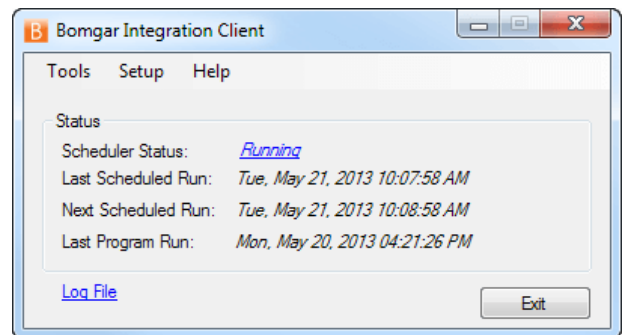 B Bomgar Integration Client X
Tools Setup Help
Status
Scheduler Status: Running
Last Scheduled Run: Tue, May 21, 2013 10:07:58 AM
Next Scheduled Run: Tue, May 21, 2013 10:08:58 AM
Last Program Run: Mon, May 20, 2013 04:21:26 PM
Log File
Exit